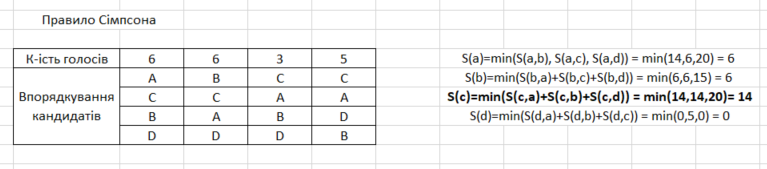 Правило Сімпсона
К-ість голосів 6 6 3 5
Впорядкування кандидатів
A B C C
C C A A
B A B D
D D D B
S(a)=min(S(a,b), S(a,c), S(a,d)) = min(14,6,20) = 6
S(b)=min(S(b,a)+S(b,c)+S(b,d)) = min(6,6,15) = 6
S(c)=min(S(c,a)+S(c,b)+S(c,d)) = min(14,14,20)= 14
S(d)=min(S(d,a)+S(d,b)+S(d,c)) = min(0,5,0) = 0